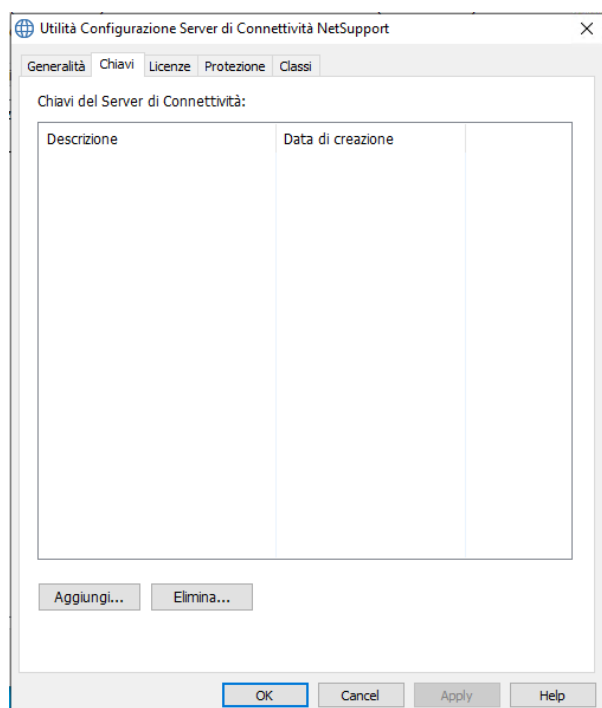 Utilità Configurazione Server di Connettività NetSupport
Generalità Chiavi Licenze Protezione Classi
Chiavi del Server di Connettività:
Descrizione Data di creazione
Aggiungi... Elimina...
OK Cancel Apply Help